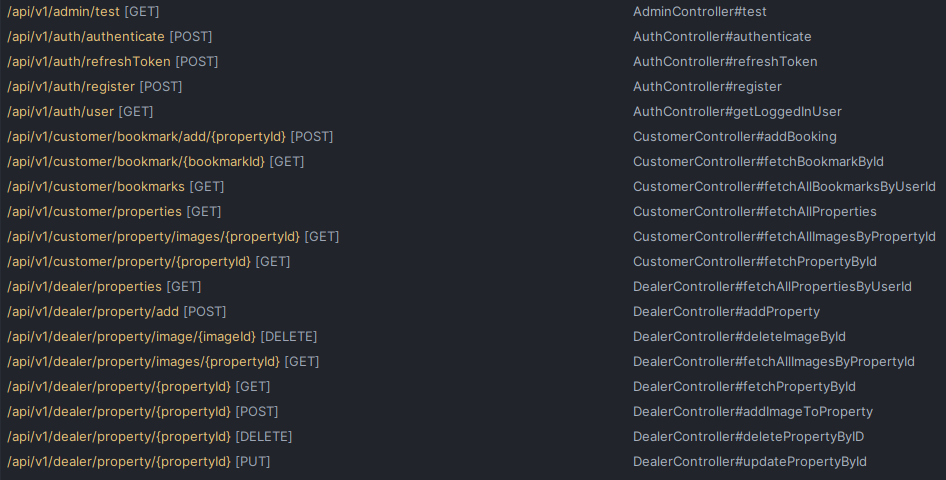 /api/v1/admin/test [GET] AdminController#test
/api/v1/auth/authenticate [POST] AuthController#authenticate
/api/v1/auth/refreshToken [POST] AuthController#refreshToken
/api/v1/auth/register [POST] AuthController#register
/api/v1/auth/user [GET] AuthController#getLoggedInUser
/api/v1/customer/bookmark/add/{propertyId} [POST] CustomerController#addBooking
/api/v1/customer/bookmark/{bookmarkId} [GET] CustomerController#fetchBookmarkById
/api/v1/customer/bookmarks [GET] CustomerController#fetchAllBookmarksByUserId
/api/v1/customer/properties [GET] CustomerController#fetchAllProperties
/api/v1/customer/property/images/{propertyId} [GET] CustomerController#fetchAllImagesByPropertyId
/api/v1/customer/property/{propertyId} [GET] CustomerController#fetchPropertyById
/api/v1/dealer/properties [GET] DealerController#fetchAllPropertiesByUserId
/api/v1/dealer/property/add [POST] DealerController#addProperty
/api/v1/dealer/property/image/{imageId} [DELETE] DealerController#deleteImageById
/api/v1/dealer/property/images/{propertyId} [GET] DealerController#fetchAllImagesByPropertyId
/api/v1/dealer/property/{propertyId} [GET] DealerController#fetchPropertyById
/api/v1/dealer/property/{propertyId} [POST] DealerController#addImageToProperty
/api/v1/dealer/property/{propertyId} [DELETE] DealerController#deletePropertyByID
/api/v1/dealer/property/{propertyId} [PUT] DealerController#updatePropertyById